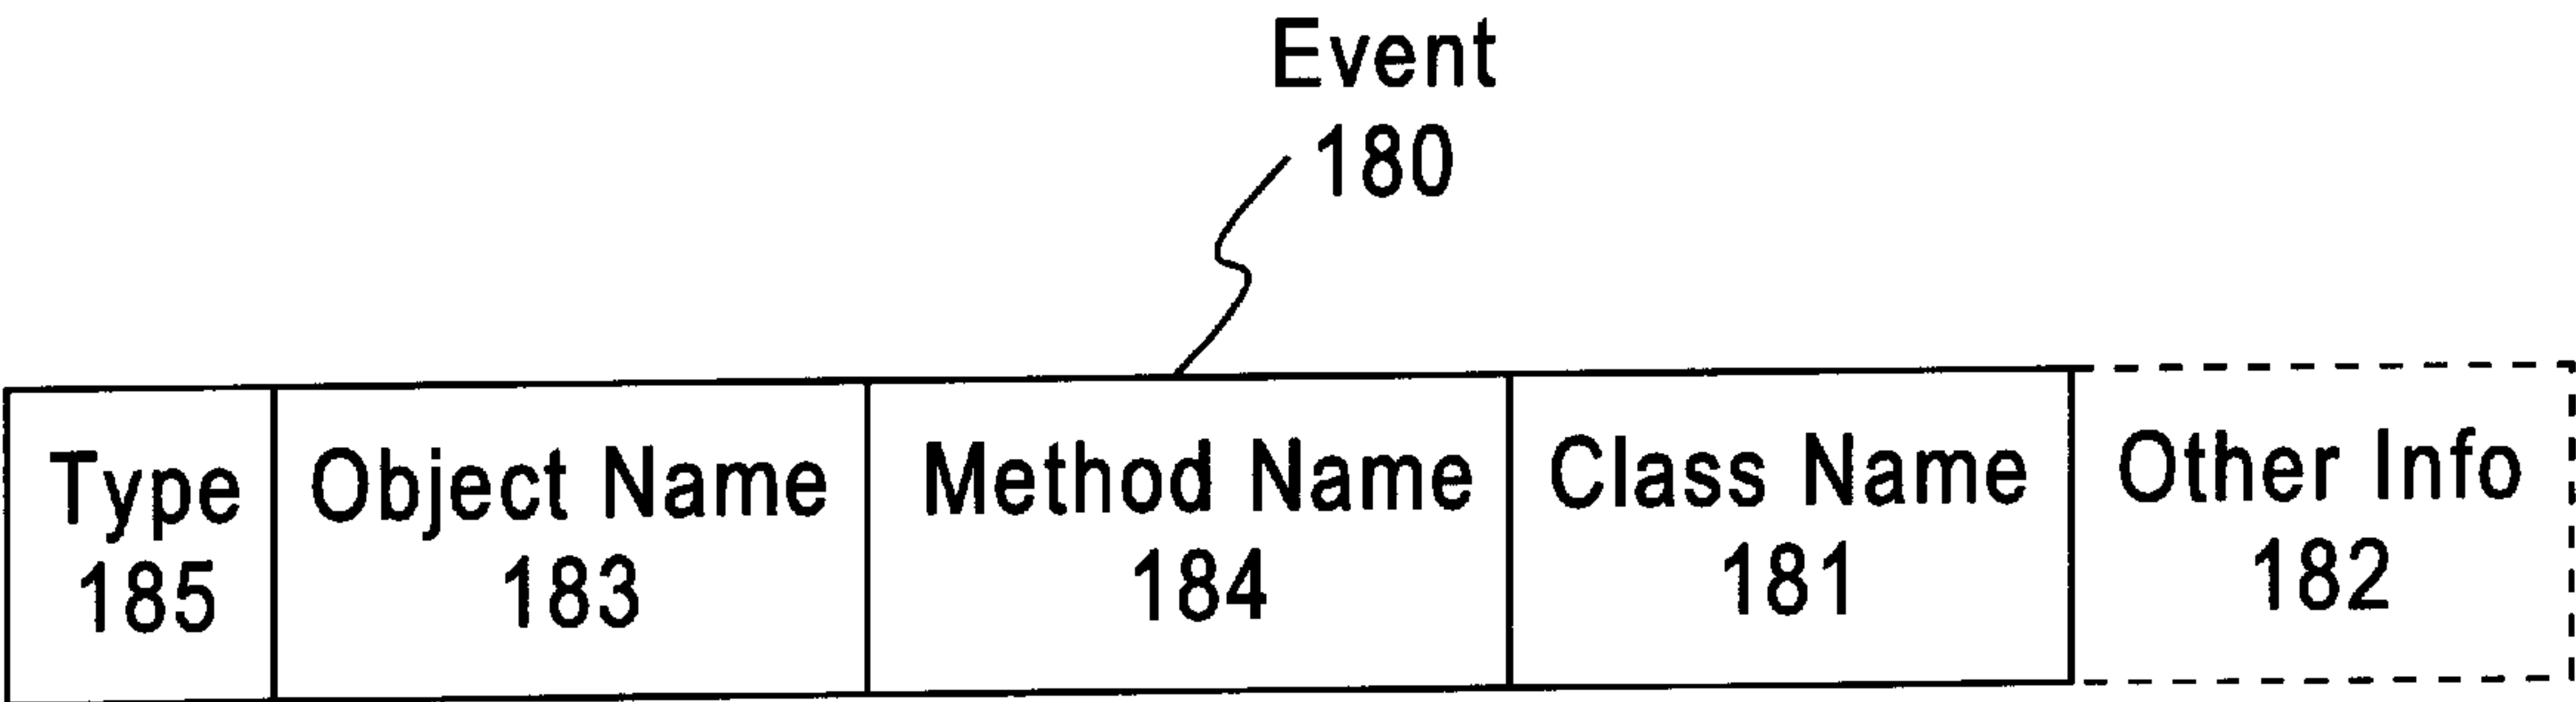 Event
180
Type
185
Object Name
183
Method Name
184
Class Name
181
Other Info
182